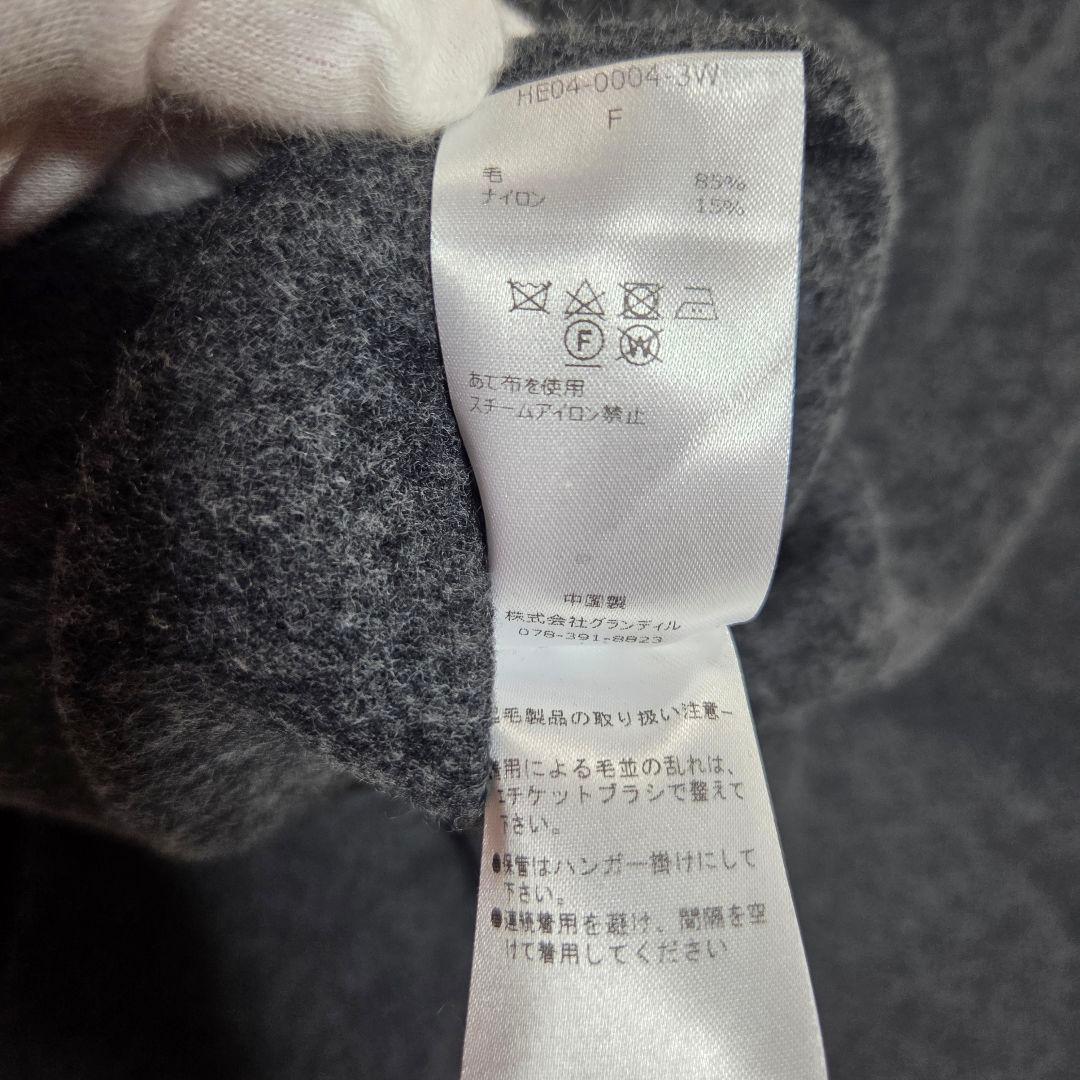 HE04-0004-3W
F
毛 85%
ナイロン 15%
F
W
あて布を使用
スチームアイロン禁止
中国製
株式会社グランディル
078-391-8823
毛製品の取り扱い注意-
着用による毛並の乱れは、
エチケットブラシで整えて
下さい。
●保管はハンガー掛けにして
下さい。
●連続着用を避け、間隔を空
けて着用してください